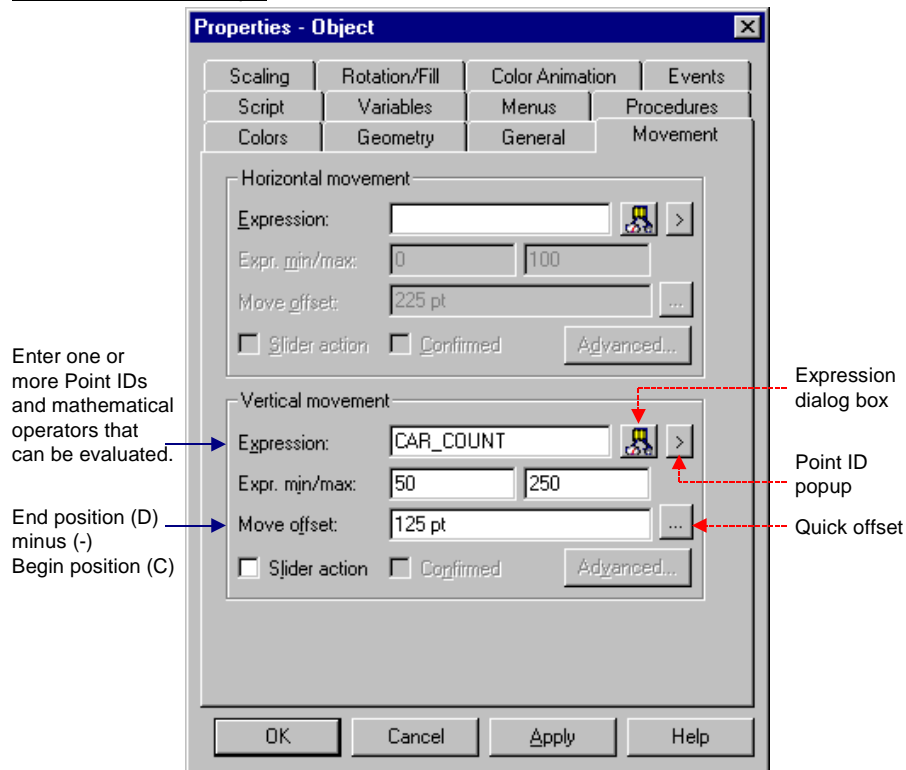 Properties - Object
Scaling Rotation/Fill Color Animation Events
Script Variables Menus Procedures
Colors Geometry General Movement
Horizontal movement
Expression: >
Expr. min/max: 0 100
Move offset: 225 pt ...
Slider action Confirmed Advanced...
Vertical movement
Expression: CAR_COUNT >
Expr. min/max: 50 250
Move offset: 125 pt ...
Slider action Confirmed Advanced...
OK Cancel Apply Help
Enter one or
more Point IDs
and mathematical
operators that
can be evaluated.
End position (D)
minus (-)
Begin position (C)
Expression
dialog box
Point ID
popup
Quick offset